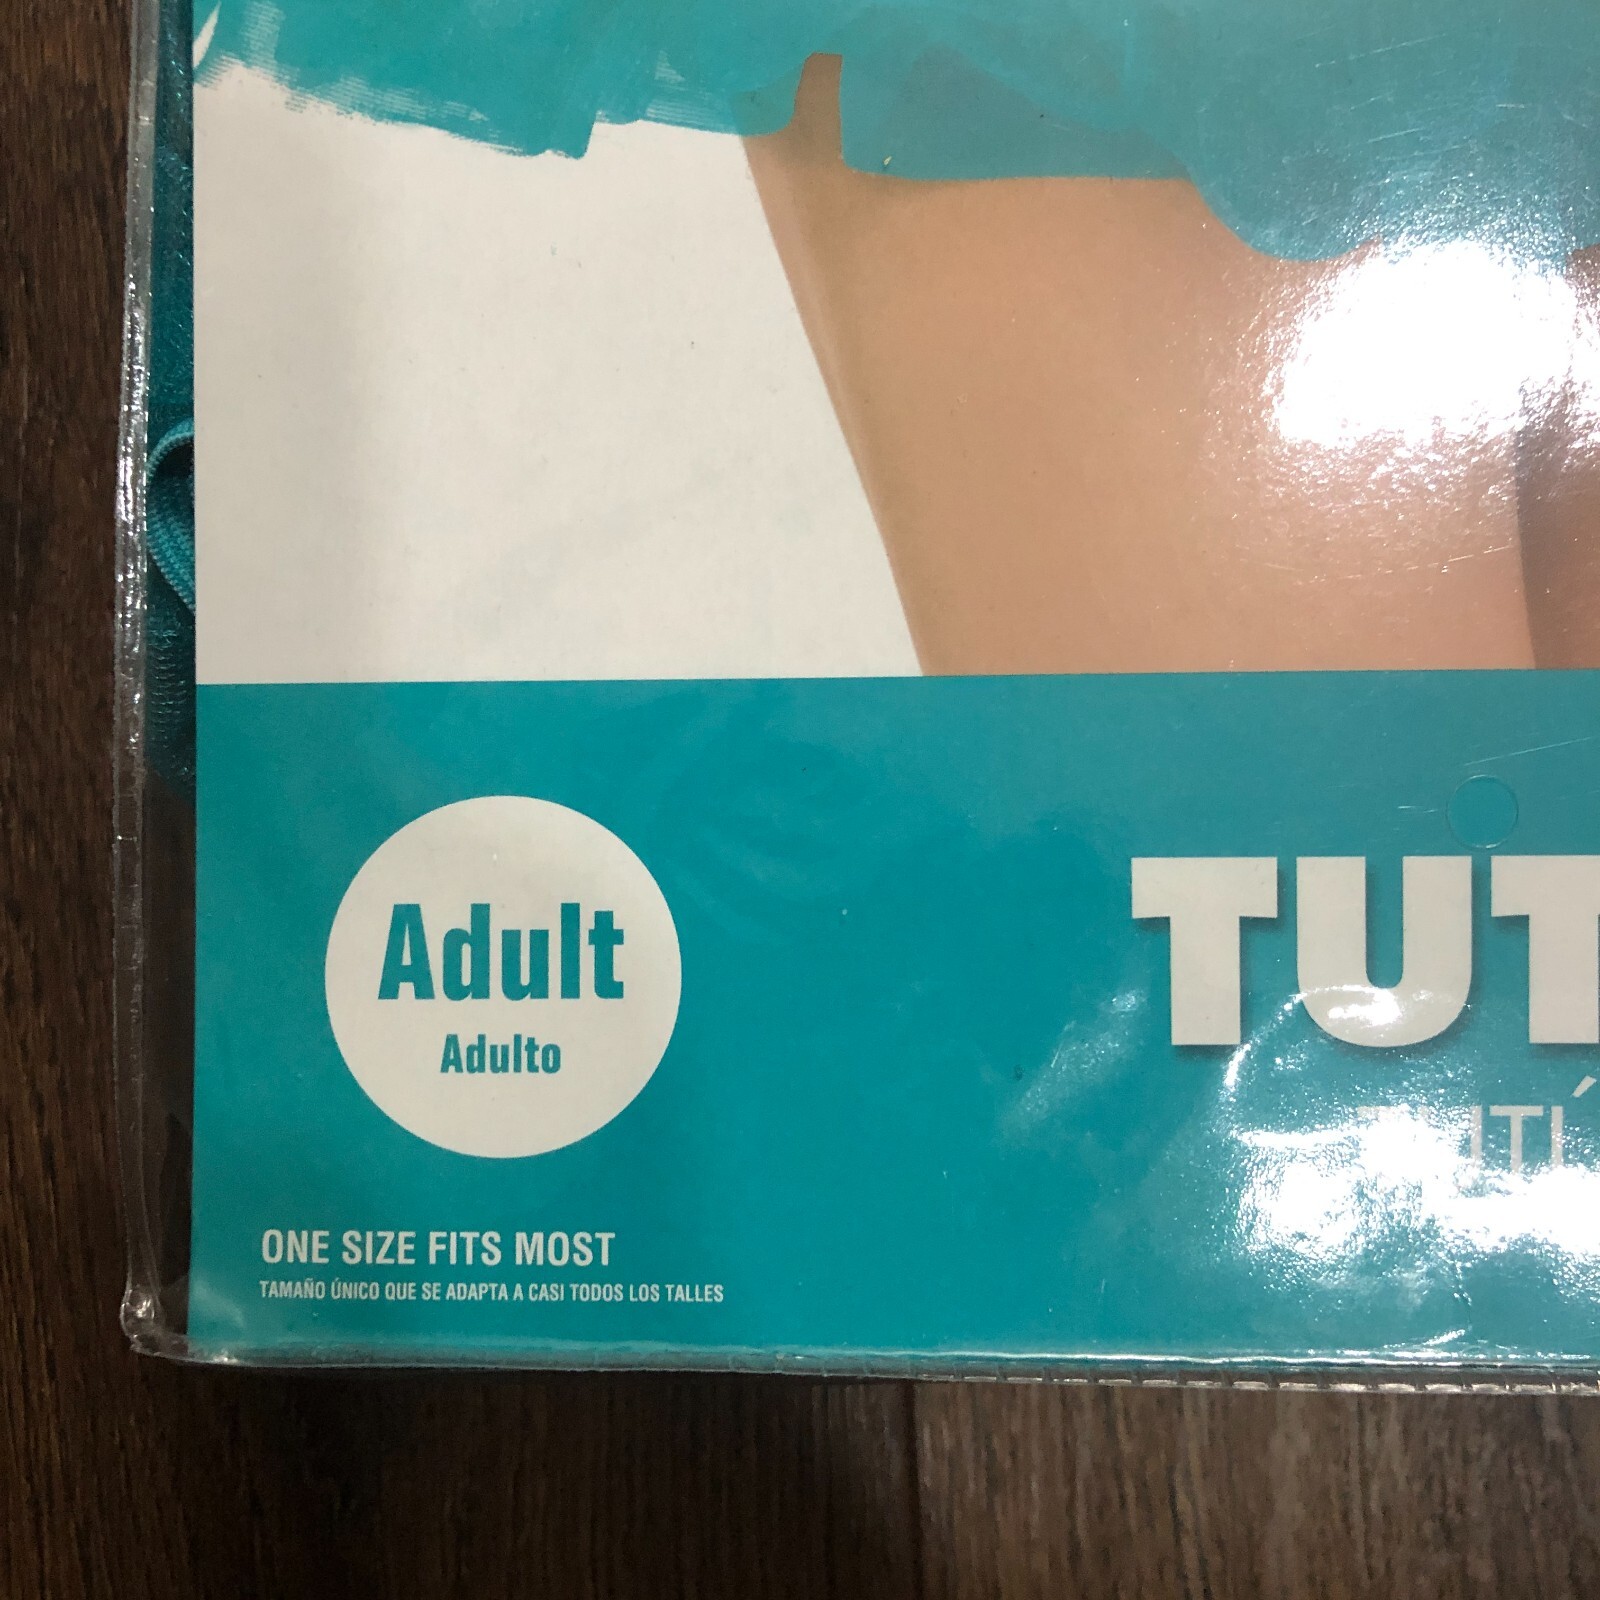 Adult
Adulto
TUT
ONE SIZE FITS MOST
TAMAÑO ÚNICO QUE SE ADAPTA A CASI TODOS LOS TALLES